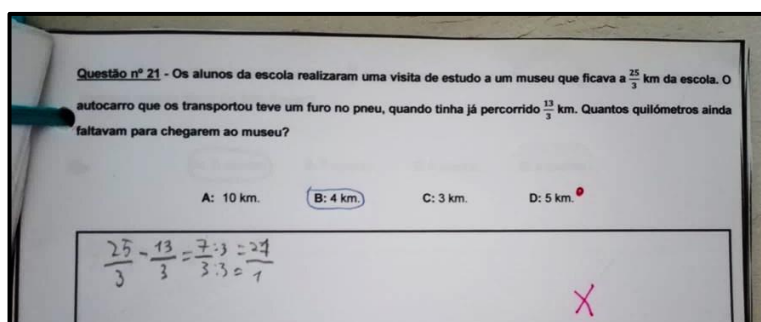 Questão nº 21 - Os alunos da escola realizaram uma visita de estudo a um museu que ficava a 25/3 km da escola. O
autocarro que os transportou teve um furo no pneu, quando tinha já percorrido 13/3 km. Quantos quilómetros ainda
faltavam para chegarem ao museu?
A: 10 km. B: 4 km. C: 3 km. D: 5 km.
25/3 - 13/3 = 7:3/3:3 = /1
X